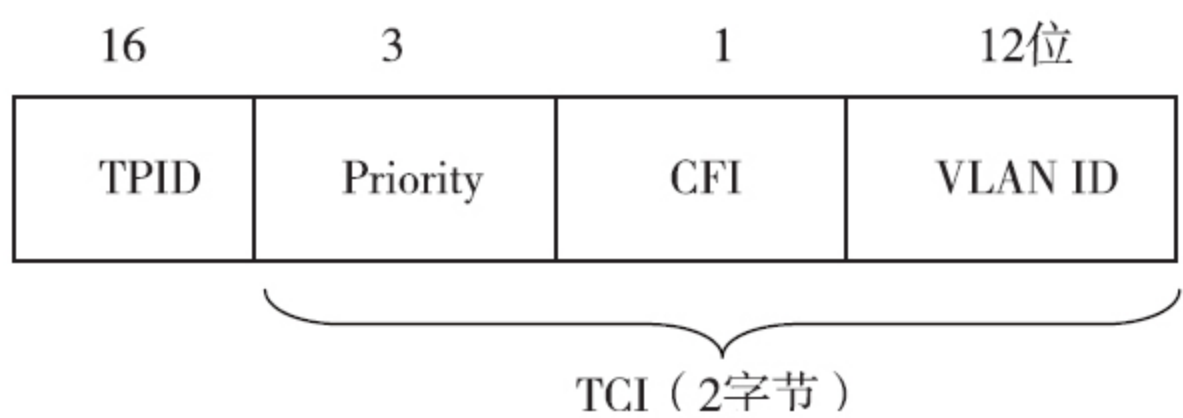 16 3 1 12位
TPID Priority CFI VLAN ID
TCI（2字节）